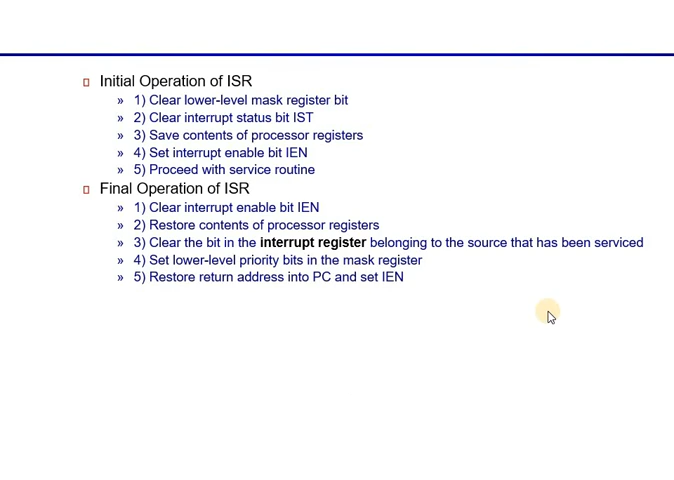 Initial Operation of ISR
» 1) Clear lower-level mask register bit
» 2) Clear interrupt status bit IST
» 3) Save contents of processor registers
» 4) Set interrupt enable bit IEN
» 5) Proceed with service routine
Final Operation of ISR
» 1) Clear interrupt enable bit IEN
» 2) Restore contents of processor registers
» 3) Clear the bit in the interrupt register belonging to the source that has been serviced
» 4) Set lower-level priority bits in the mask register
» 5) Restore return address into PC and set IEN